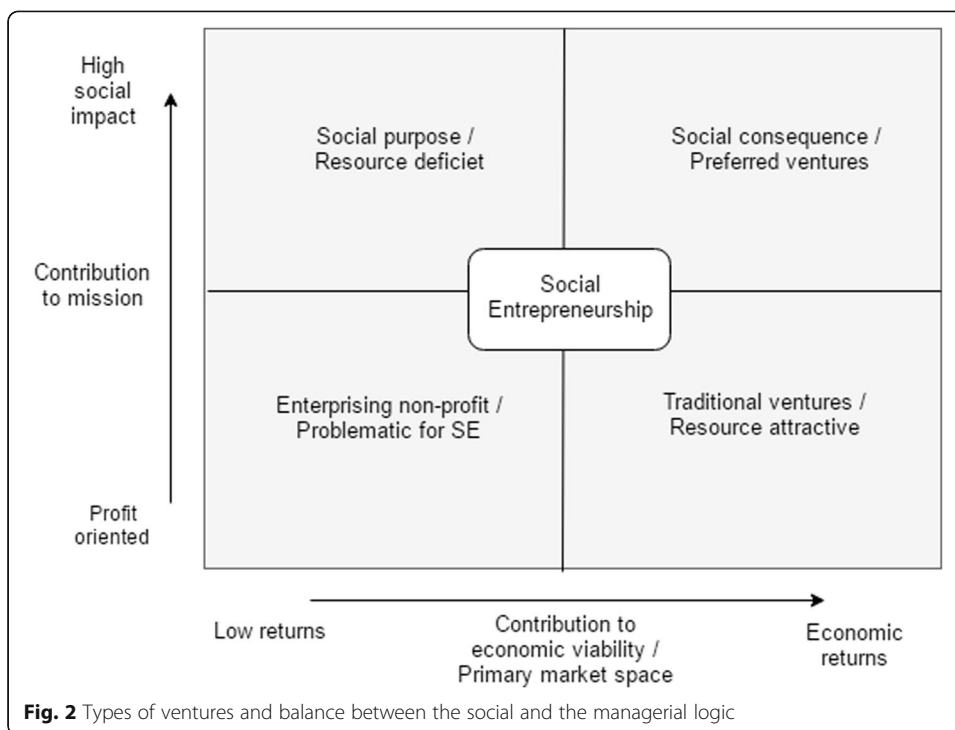 High
social
impact
Social purpose /
Resource deficiet
Social consequence /
Preferred ventures
Contribution
to mission
Social
Entrepreneurship
Enterprising non-profit /
Problematic for SE
Traditional ventures /
Resource attractive
Profit
oriented
Low returns
Contribution to
economic viability /
Primary market space
Economic
returns
Fig. 2 Types of ventures and balance between the social and the managerial logic